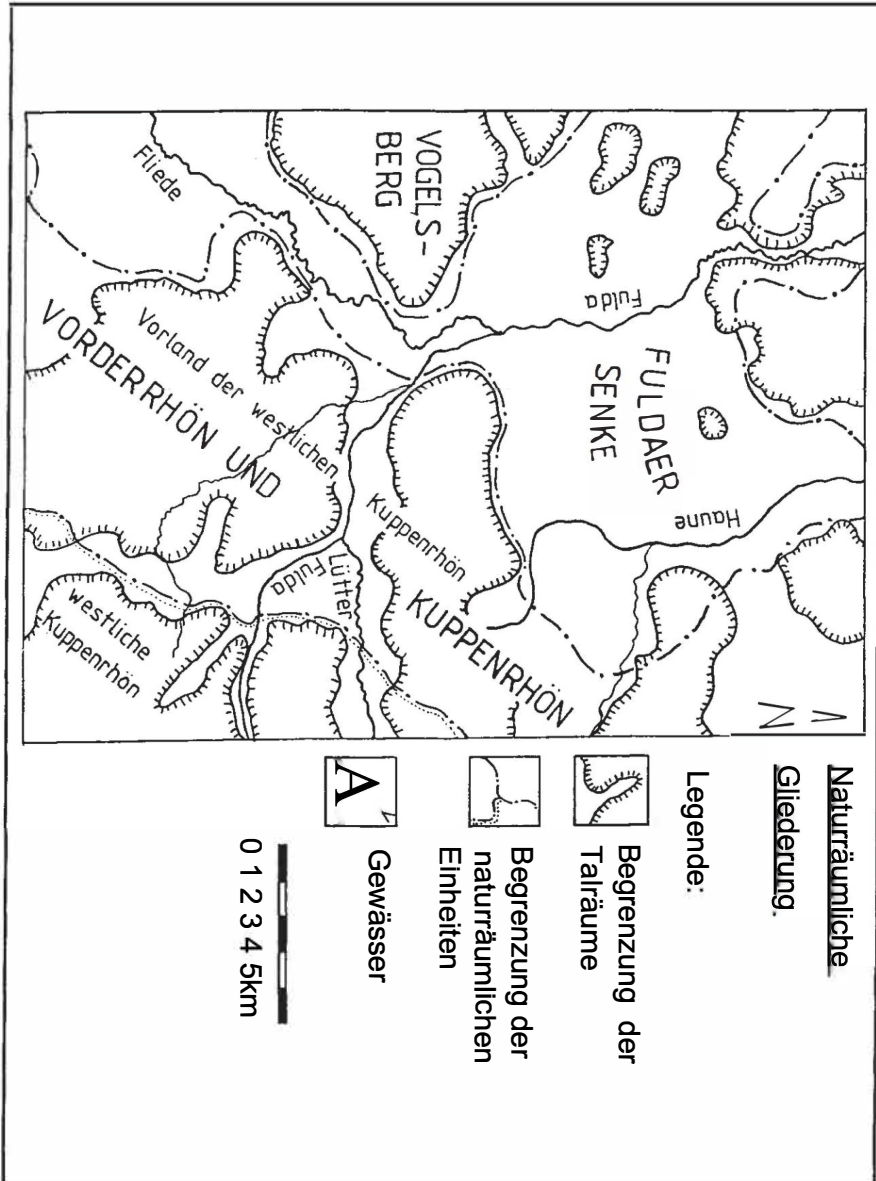 Naturräumliche
Gliederung
Legende:
Begrenzung der
Talräume
Begrenzung der
naturräumlichen
Einheiten
A
Gewässer
0 1 2 3 4 5km
N
VOGELS-
BERG
Fliede
Fulda
FULDAER
SENKE
Haune
Vorland der westlichen
Kuppenrhön
VORDERRHÖN UND
KUPPENRHÖN
Lütter
Fulda
westliche
Kuppenrhön